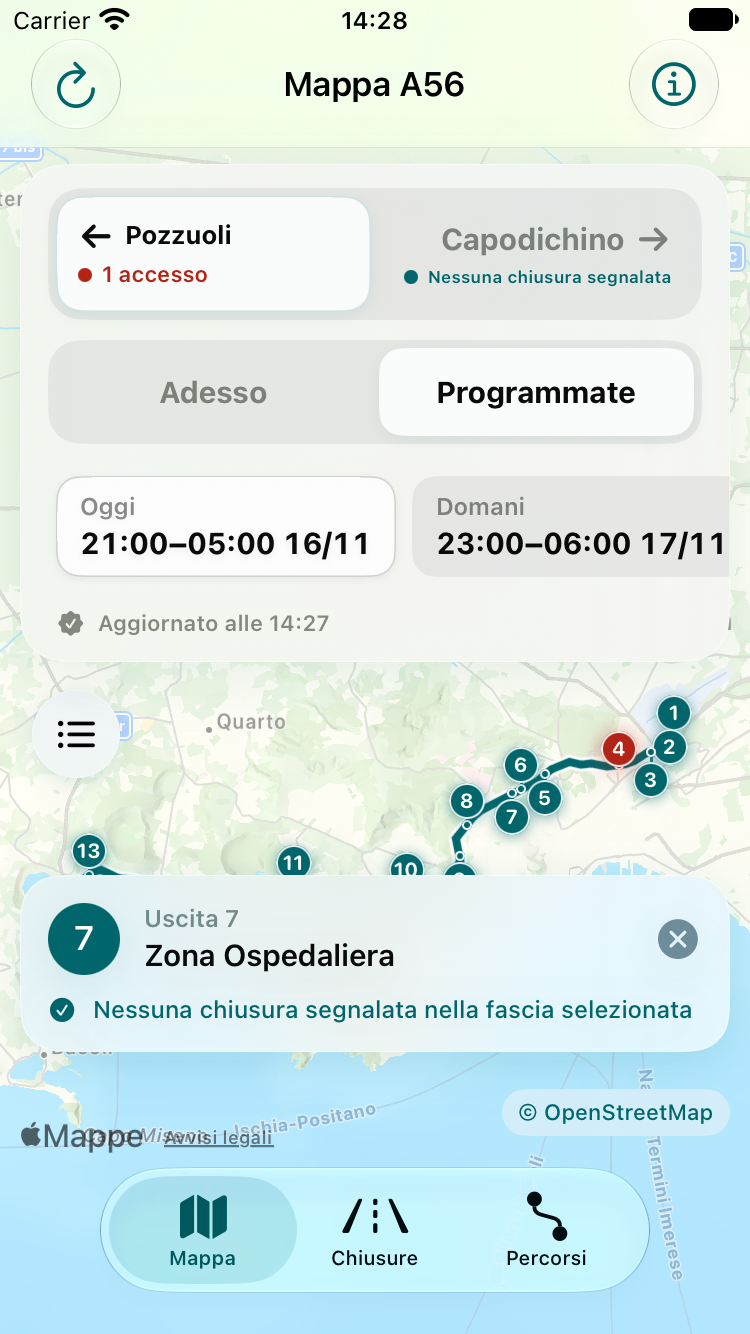 Carrier 14:28
Mappa A56
7 bis
Pozzuoli
1 accesso
Capodichino
Nessuna chiusura segnalata
Adesso
Programmate
Oggi
21:00–05:00 16/11
Domani
23:00–06:00 17/11
Aggiornato alle 14:27
Quarto
1
2
3
4
5
6
7
8
13
11
10
7
Uscita 7
Zona Ospedaliera
Nessuna chiusura segnalata nella fascia selezionata
Ischia-Positano
© OpenStreetMap
Mappe
Avvisi legali
Termini Imerese
Mappa
Chiusure
Percorsi